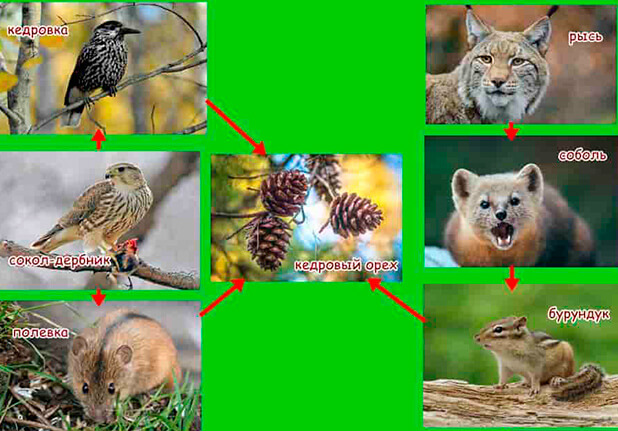 кедровка
рысь
соболь
сокол-дербник
кедровый орех
полевка
бурундук